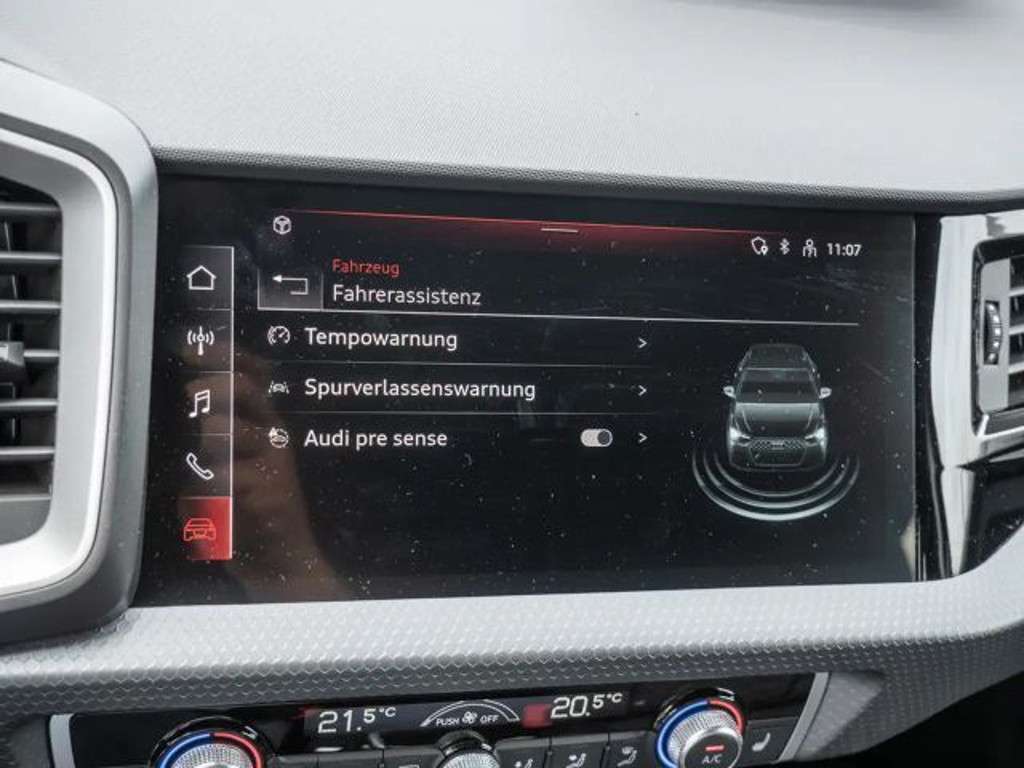 11:07
Fahrzeug
Fahrerassistenz
Tempowarnung
Spurverlassenswarnung
Audi pre sense
21.5°C
PUSH OFF
20.5°C
A/C